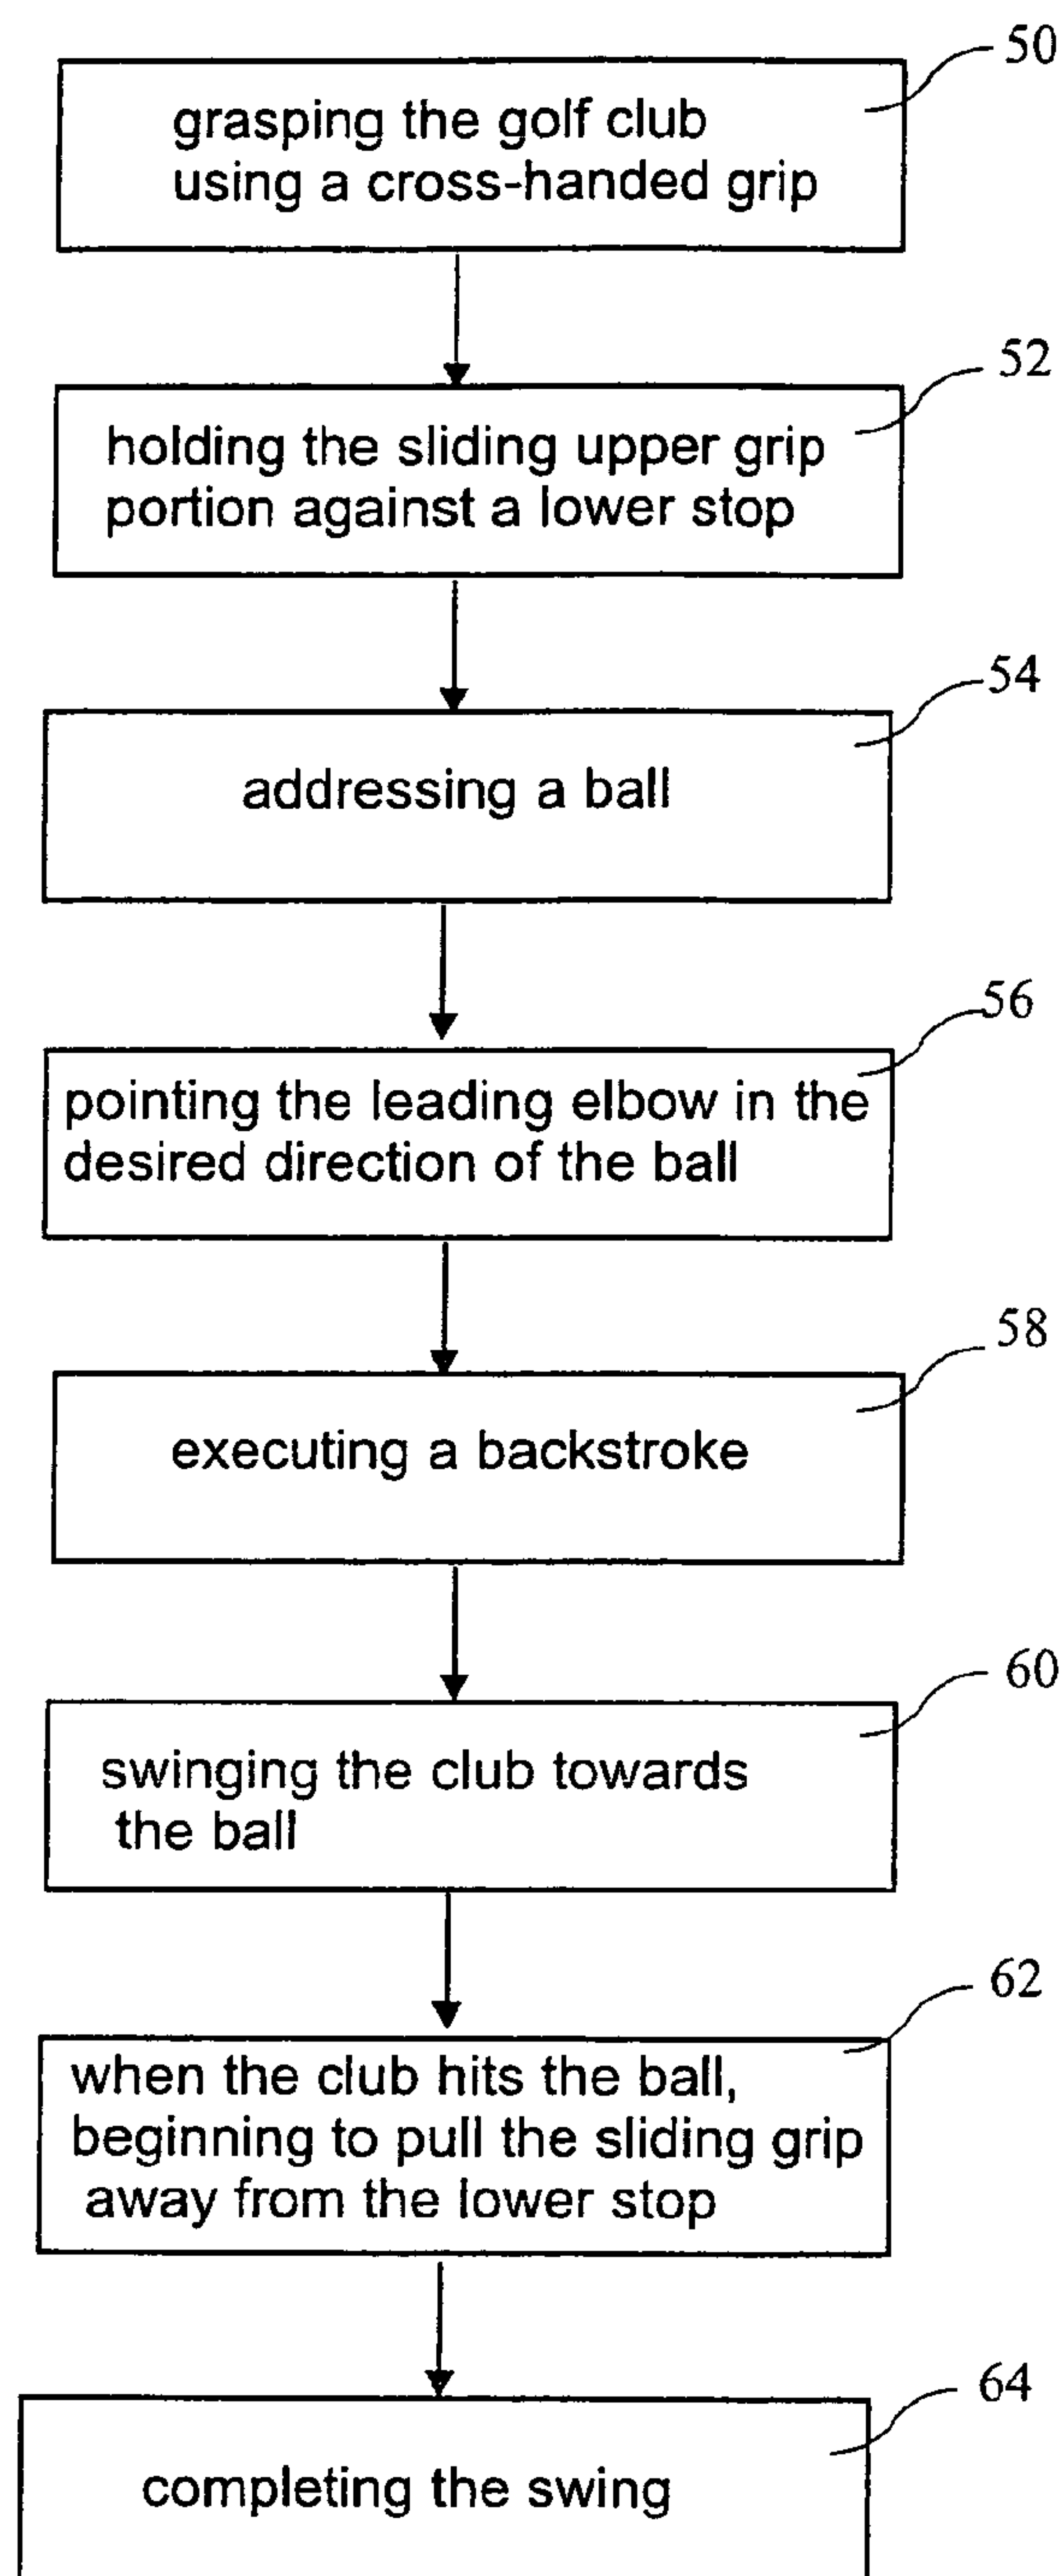 50
grasping the golf club
using a cross-handed grip
52
holding the sliding upper grip
portion against a lower stop
54
addressing a ball
56
pointing the leading elbow in the
desired direction of the ball
58
executing a backstroke
60
swinging the club towards
the ball
62
when the club hits the ball,
beginning to pull the sliding grip
away from the lower stop
64
completing the swing